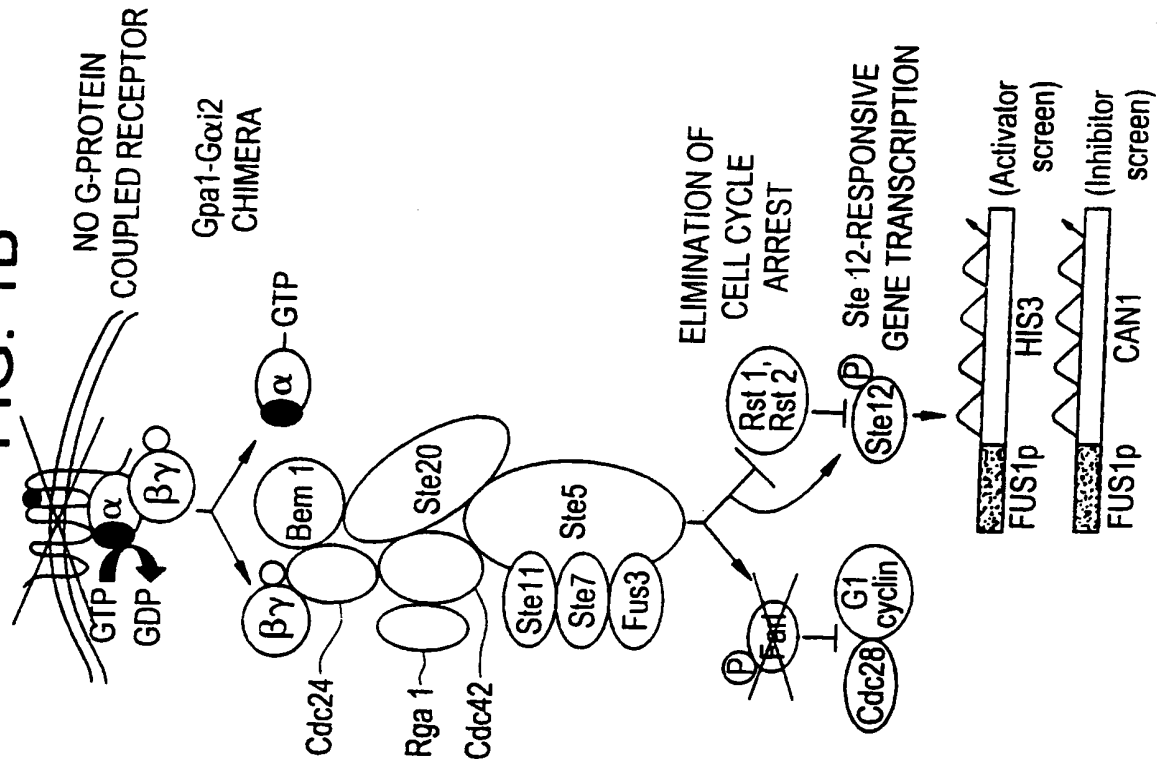 FIG. 1B
NO G-PROTEIN
COUPLED RECEPTOR
GTP
GDP
α
βγ
Gpa1-Gαi2
CHIMERA
α
GTP
βγ
Bem 1
Cdc24
Ste20
Rga 1
Cdc42
Ste5
Ste11
Ste7
Fus3
ELIMINATION OF
CELL CYCLE
ARREST
P
Far1
Cdc28
G1
cyclin
Rst 1,
Rst 2
P
Ste12
Ste 12-RESPONSIVE
GENE TRANSCRIPTION
FUS1p
HIS3
(Activator
screen)
FUS1p
CAN1
(Inhibitor
screen)